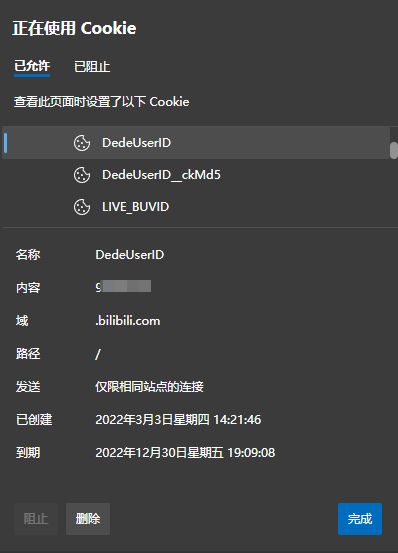 正在使用 Cookie
已允许 已阻止
查看此页面时设置了以下 Cookie
DedeUserID
DedeUserID__ckMd5
LIVE_BUVID
名称 DedeUserID
内容 9
域 .bilibili.com
路径 /
发送 仅限相同站点的连接
已创建 2022年3月3日星期四 14:21:46
到期 2022年12月30日星期五 19:09:08
阻止 删除 完成